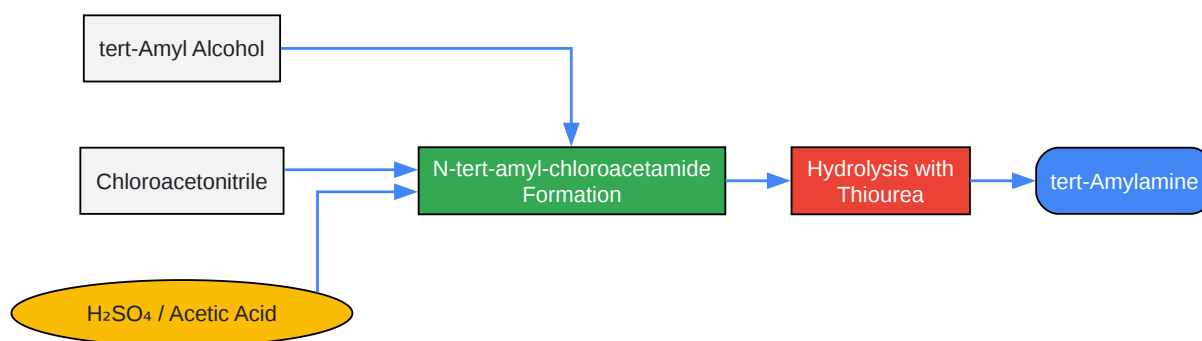 tert-Amyl Alcohol
Chloroacetonitrile
H₂SO₄ / Acetic Acid
N-tert-amyl-chloroacetamide
Formation
Hydrolysis with
Thiourea
tert-Amylamine